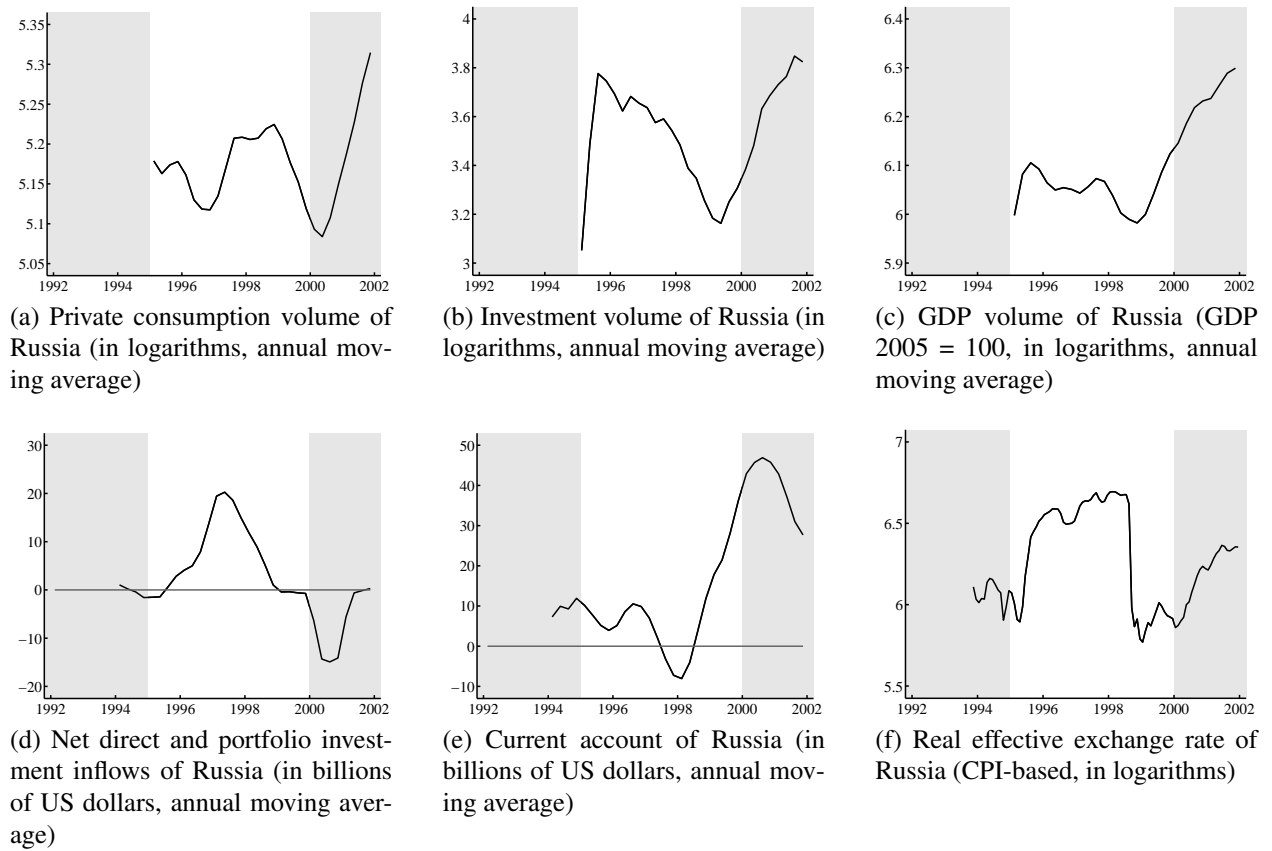 5.35
5.3
5.25
5.2
5.15
5.1
5.05
1992 1994 1996 1998 2000 2002
(a) Private consumption volume of
Russia (in logarithms, annual mov-
ing average)
4
3.8
3.6
3.4
3.2
3
1992 1994 1996 1998 2000 2002
(b) Investment volume of Russia (in
logarithms, annual moving average)
6.4
6.3
6.2
6.1
6
5.9
1992 1994 1996 1998 2000 2002
(c) GDP volume of Russia (GDP
2005 = 100, in logarithms, annual
moving average)
30
20
10
0
−10
−20
1992 1994 1996 1998 2000 2002
(d) Net direct and portfolio invest-
ment inflows of Russia (in billions
of US dollars, annual moving aver-
age)
50
40
30
20
10
0
−10
1992 1994 1996 1998 2000 2002
(e) Current account of Russia (in
billions of US dollars, annual mov-
ing average)
7
6.5
6
5.5
1992 1994 1996 1998 2000 2002
(f) Real effective exchange rate of
Russia (CPI-based, in logarithms)